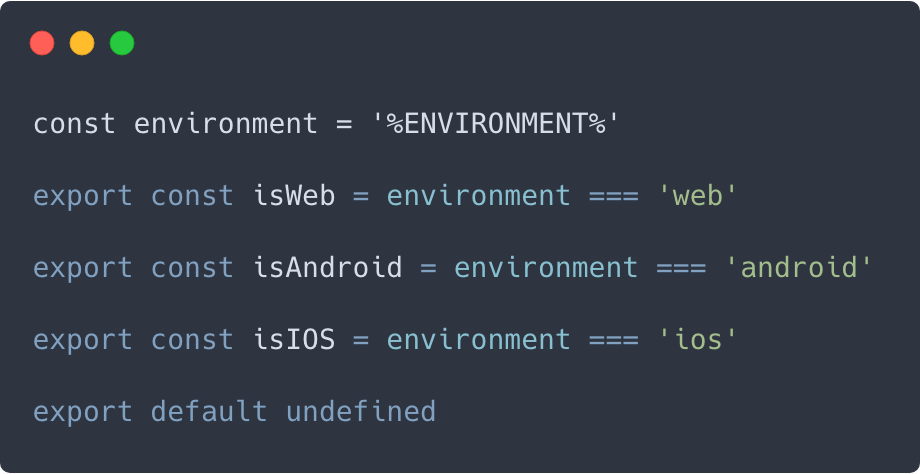 const environment = '%ENVIRONMENT%'
export const isWeb = environment === 'web'
export const isAndroid = environment === 'android'
export const isIOS = environment === 'ios'
export default undefined